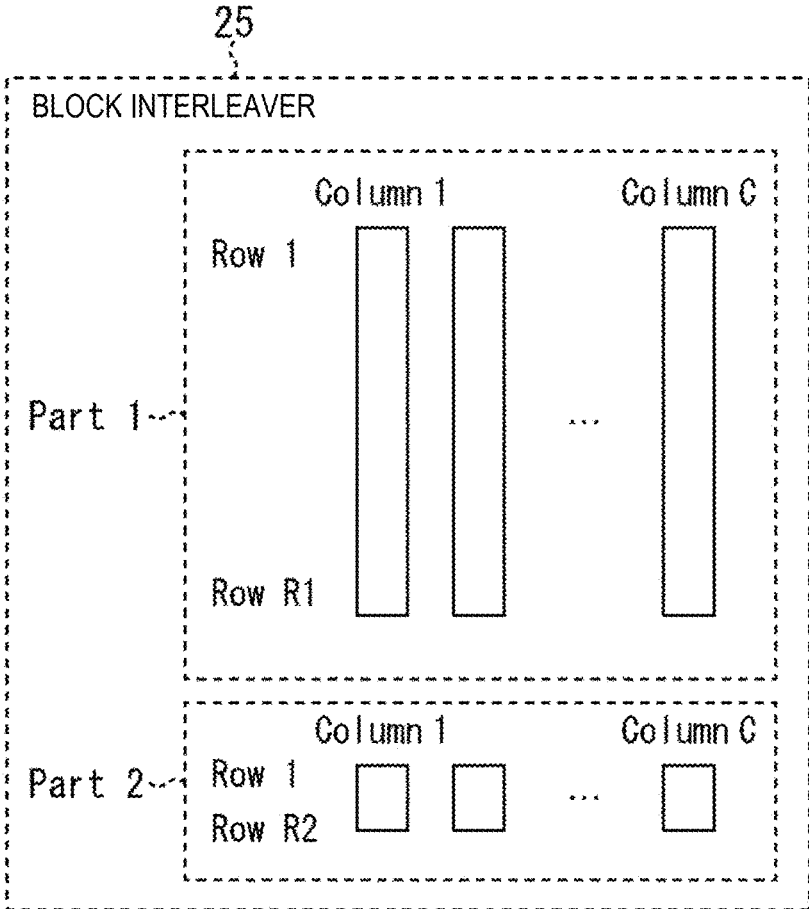 25
BLOCK INTERLEAVER
Column 1 Column C
Row 1
Part 1 ...
Row R1
Column 1 Column C
Row 1
Part 2 ...
Row R2